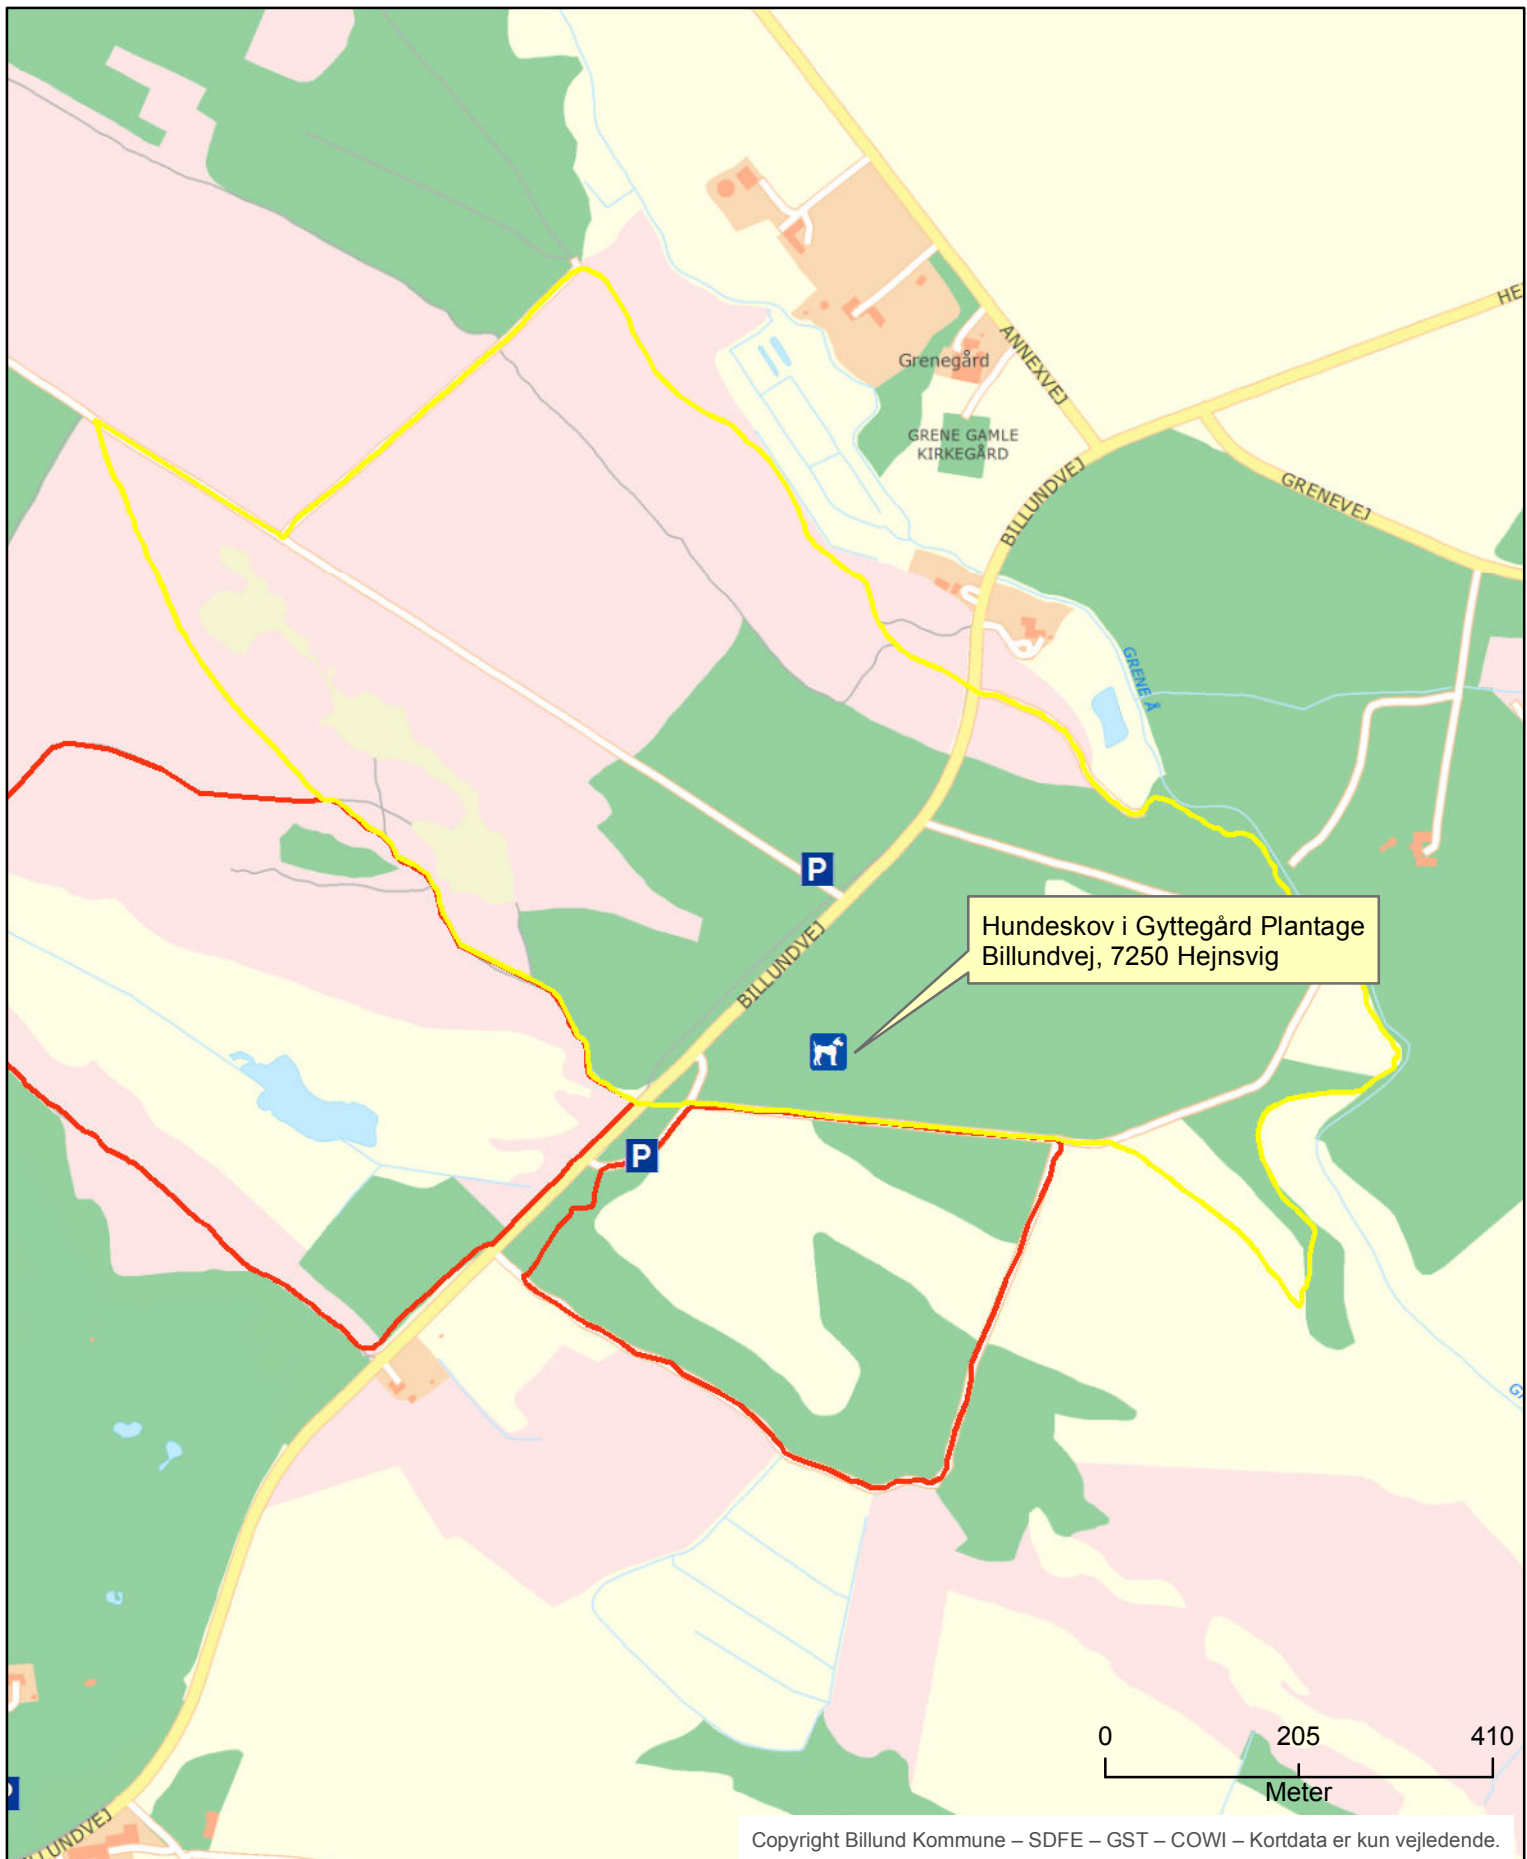 HE
ANNEXVEJ
Grenegård
GRENE GAMLE
KIRKEGÅRD
BILLUNDVEJ
GRENEVEJ
GRENE Å
P
Hundeskov i Gyttegård Plantage
Billundvej, 7250 Hejnsvig
BILLUNDVEJ
P
0 205 410
Meter
LUNDVEJ
Copyright Billund Kommune – SDFE – GST – COWI – Kortdata er kun vejledende.